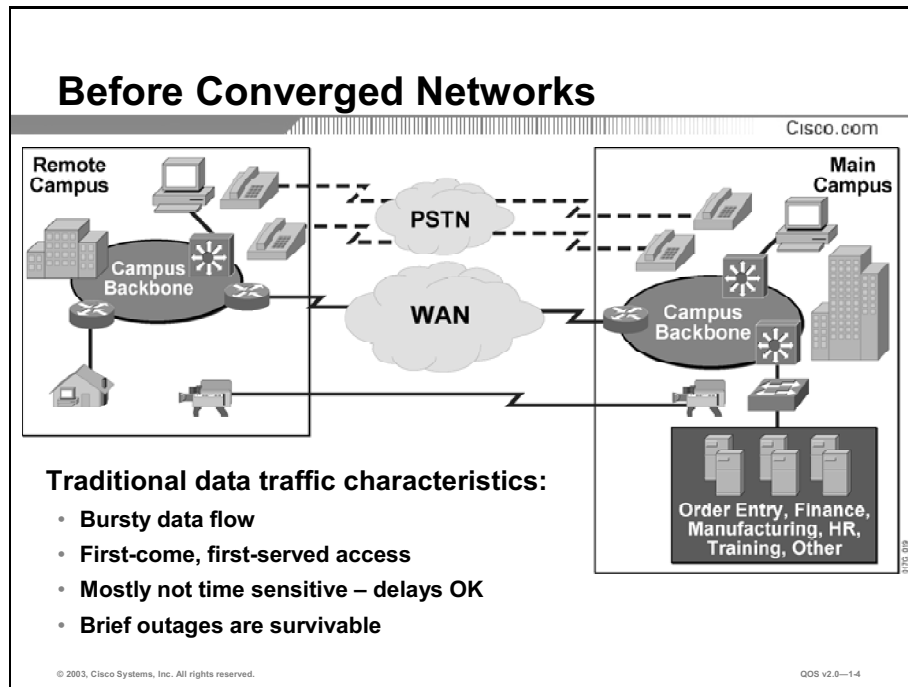 Before Converged Networks
Cisco.com
Remote
Campus
Main
Campus
PSTN
Campus
Backbone
WAN
Campus
Backbone
Order Entry, Finance,
Manufacturing, HR,
Training, Other
Traditional data traffic characteristics:
• Bursty data flow
• First-come, first-served access
• Mostly not time sensitive – delays OK
• Brief outages are survivable
© 2003, Cisco Systems, Inc. All rights reserved.
QOS v2.0—1-4